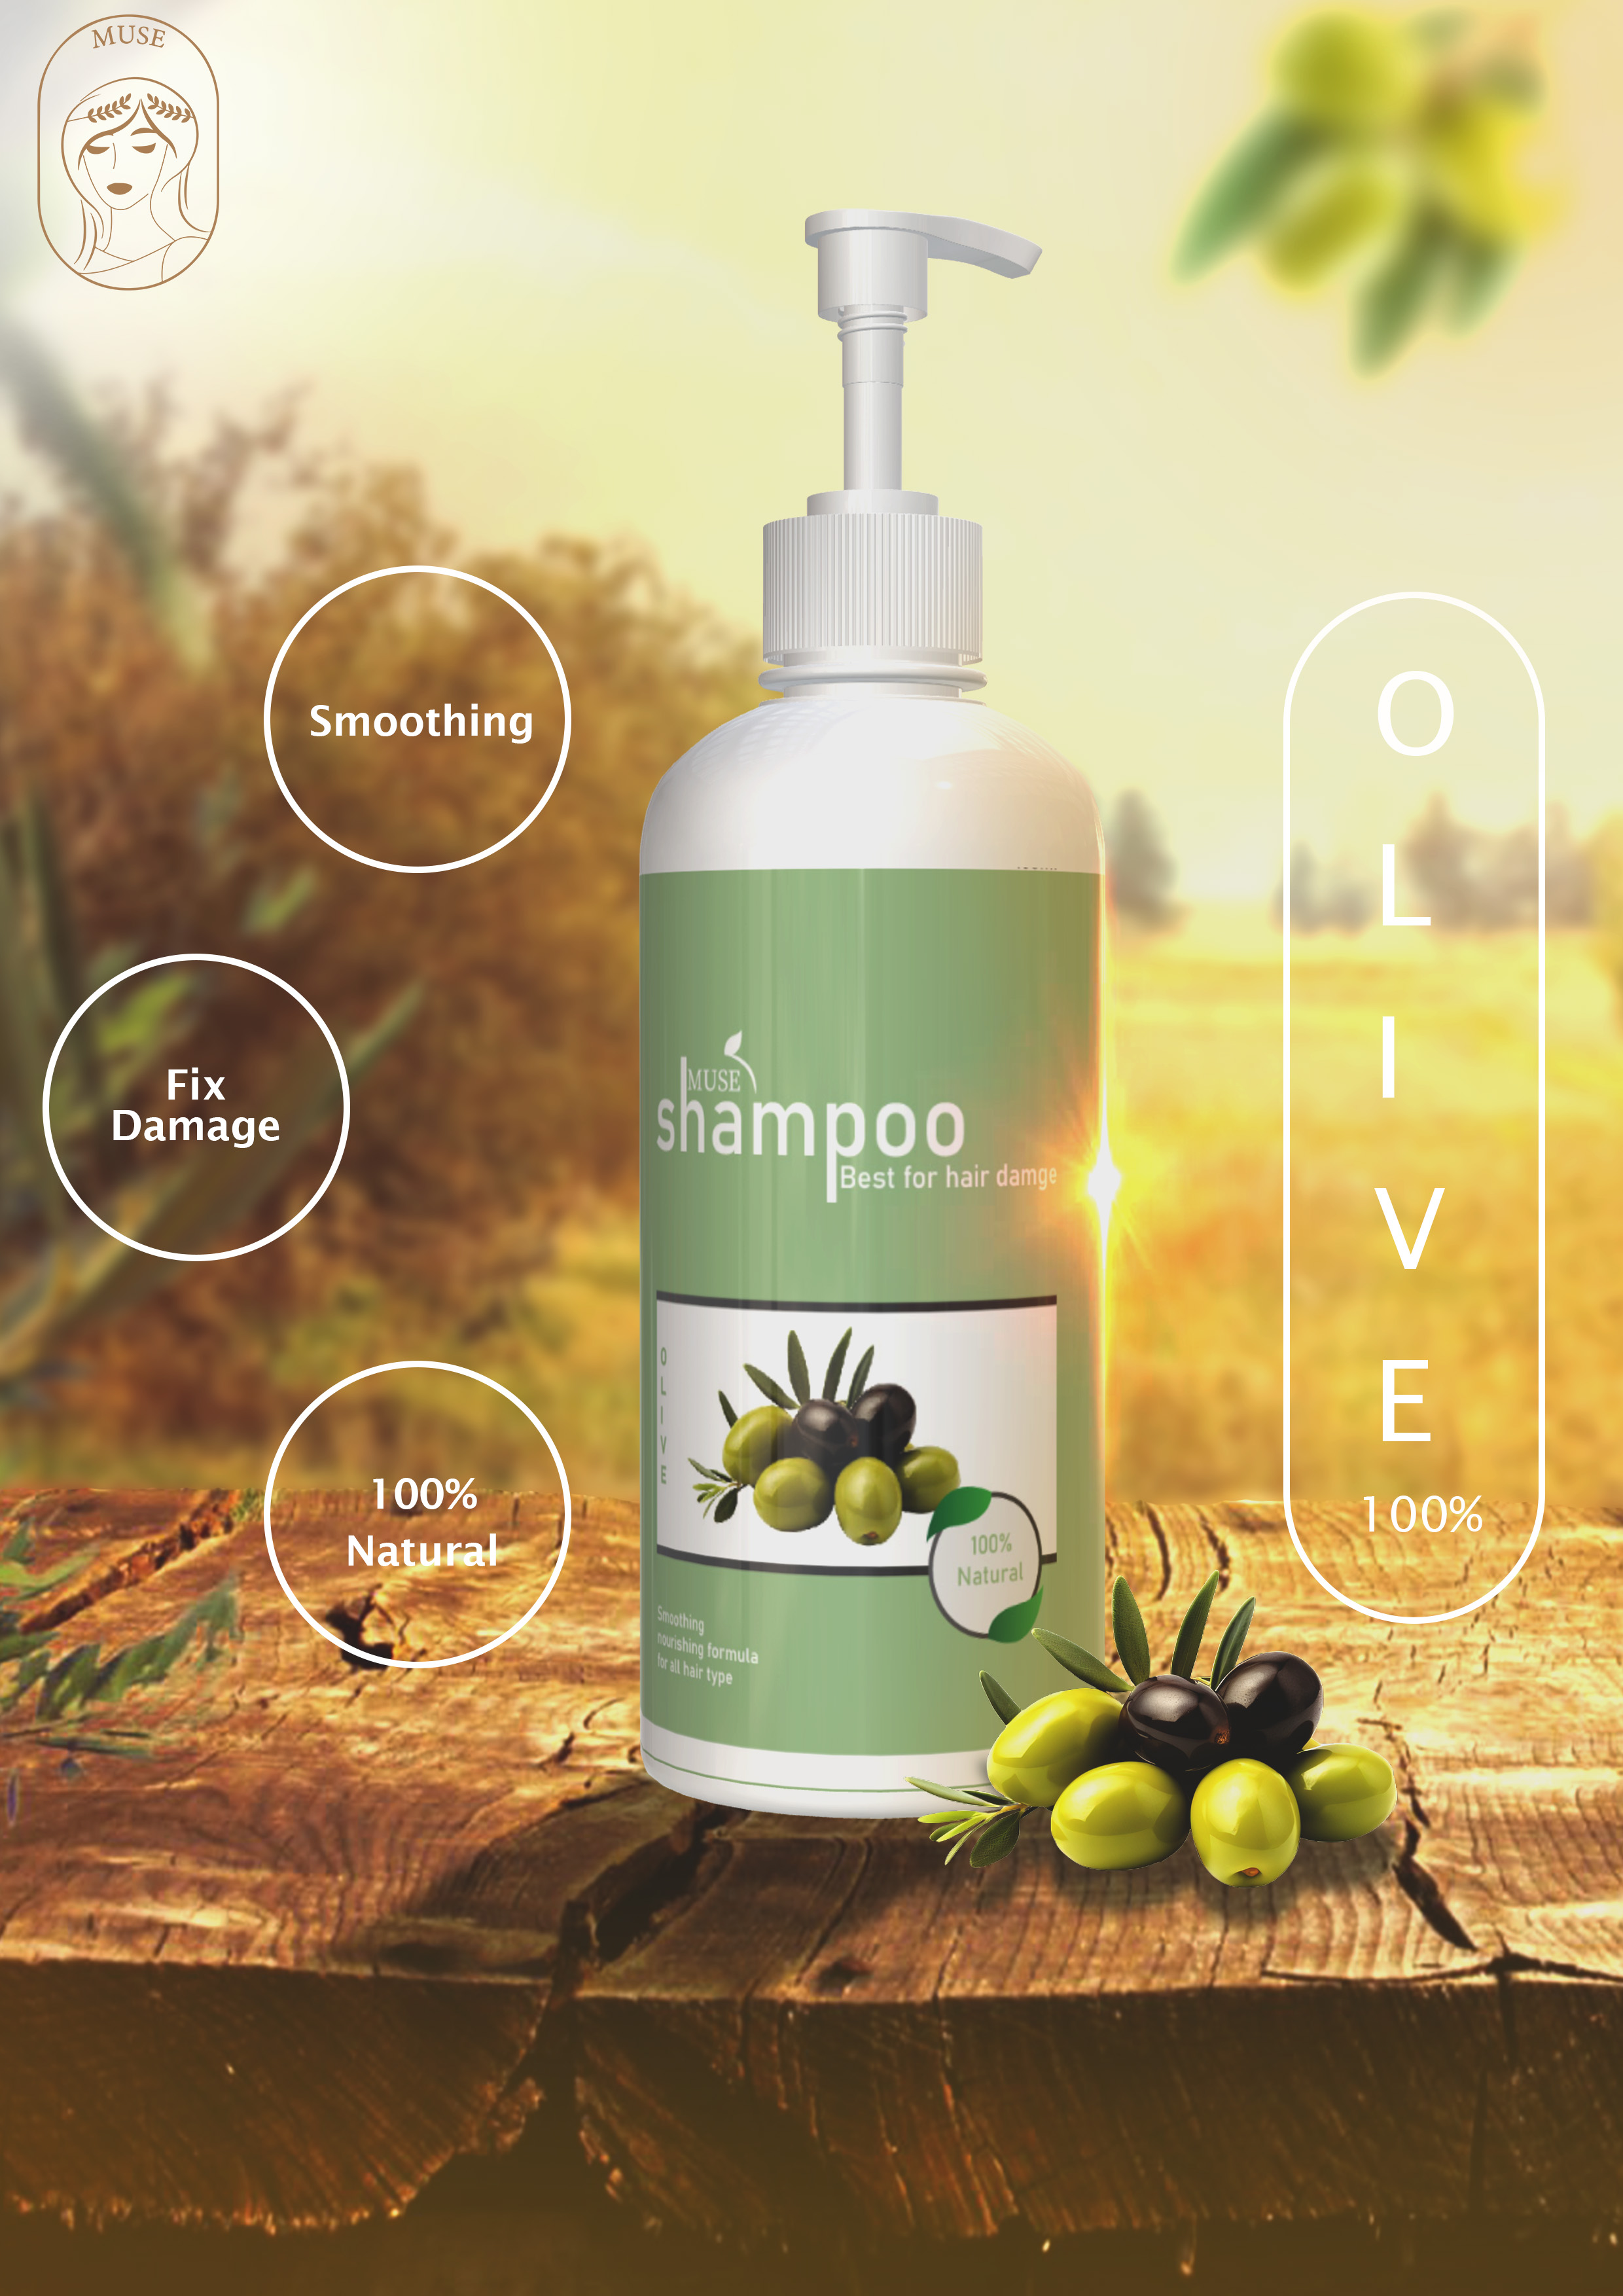 MUSE
Smoothing
Fix
Damage
100%
Natural
MUSE
shampoo
Best for hair damge
O
L
I
V
E
100%
Natural
Smoothing
nourishing formula
for all hair type
O
L
I
V
E
100%